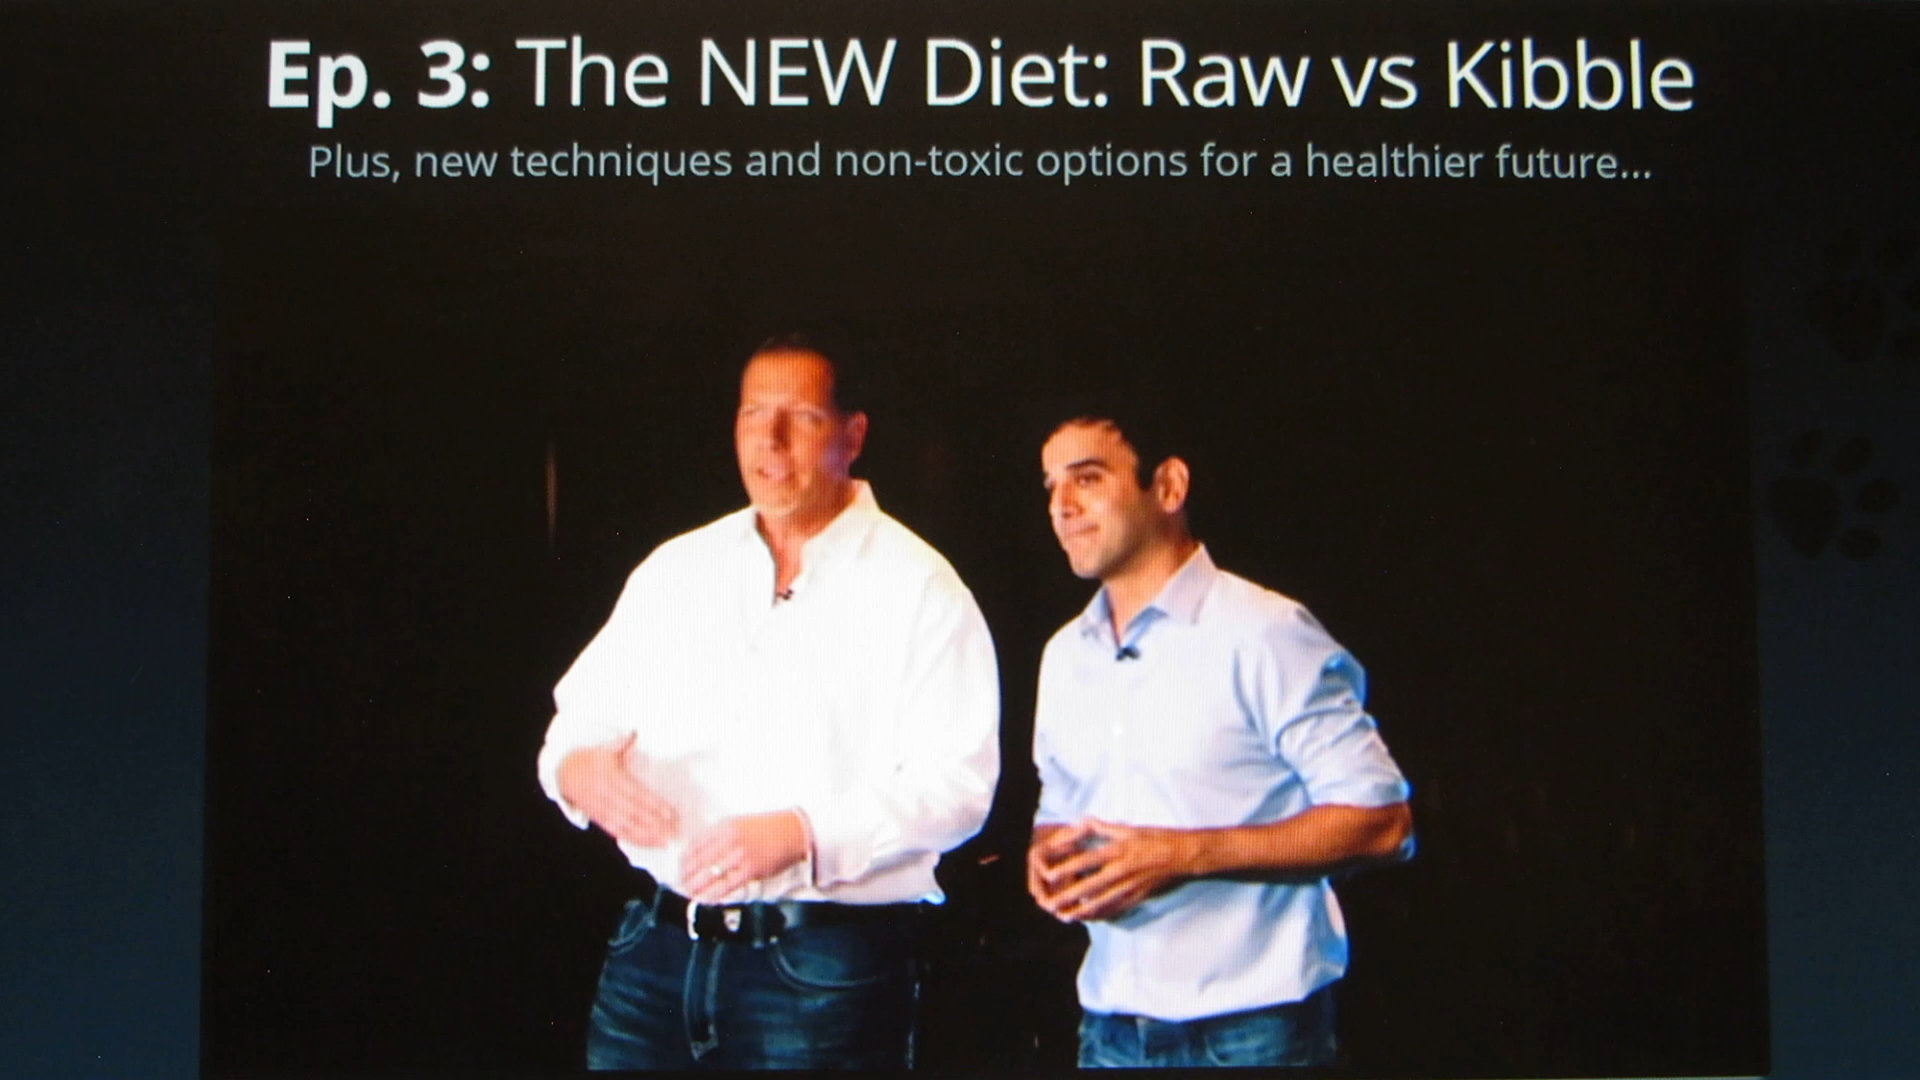 Ep. 3: The NEW Diet: Raw vs Kibble
Plus, new techniques and non-toxic options for a healthier future...